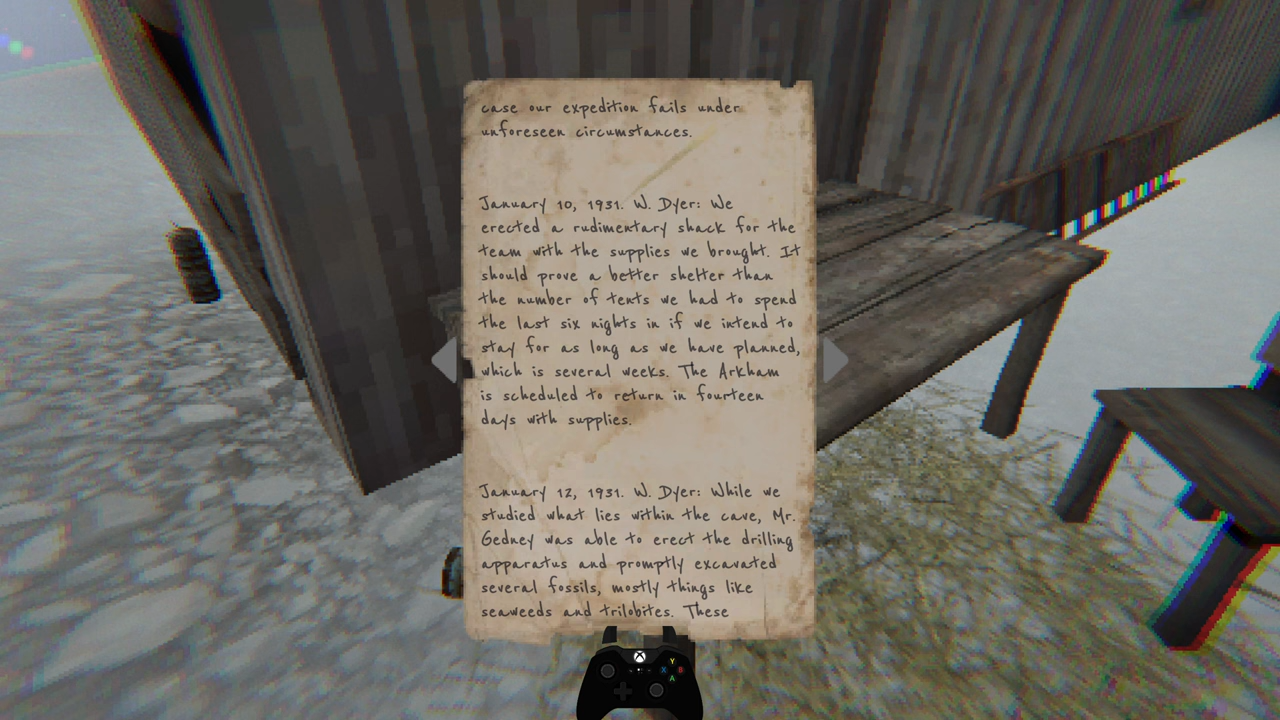 case our expedition fails under
unforeseen circumstances.
January 10, 1931. W. Dyer: We
erected a rudimentary shack for the
team with the supplies we brought. It
should prove a better shelter than
the number of tents we had to spend
the last six nights in if we intend to
stay for as long as we have planned,
which is several weeks. The Arkham
is scheduled to return in fourteen
days with supplies.
January 12, 1931. W. Dyer: While we
studied what lies within the cave, Mr.
Gedney was able to erect the drilling
apparatus and promptly excavated
several fossils, mostly things like
seaweeds and trilobites. These
Y
X B
A